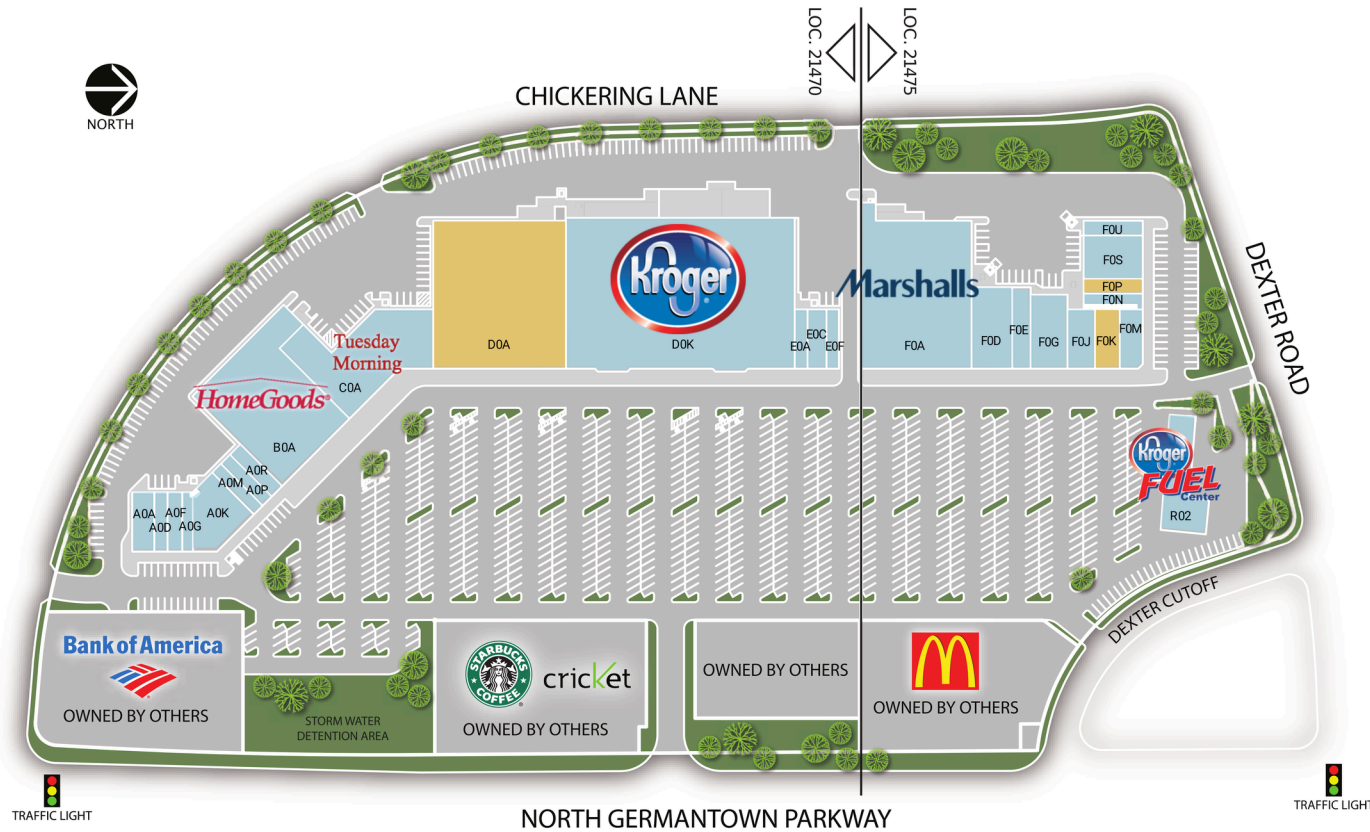 LOC. 21470
LOC. 21475
NORTH
CHICKERING LANE
DEXTER ROAD
Kroger
Marshalls
Tuesday
Morning
HomeGoods
F0U
F0S
F0P
F0N
D0A
D0K
E0A
E0C
E0F
F0A
F0D
F0E
F0G
F0J
F0K
F0M
C0A
B0A
A0R
A0P
A0M
A0A
A0D
A0F
A0G
A0K
Kroger
FUEL
Center
R02
DEXTER CUTOFF
Bank of America
OWNED BY OTHERS
STORM WATER
DETENTION AREA
STARBUCKS
COFFEE
cricket
OWNED BY OTHERS
OWNED BY OTHERS
OWNED BY OTHERS
TRAFFIC LIGHT
NORTH GERMANTOWN PARKWAY
TRAFFIC LIGHT